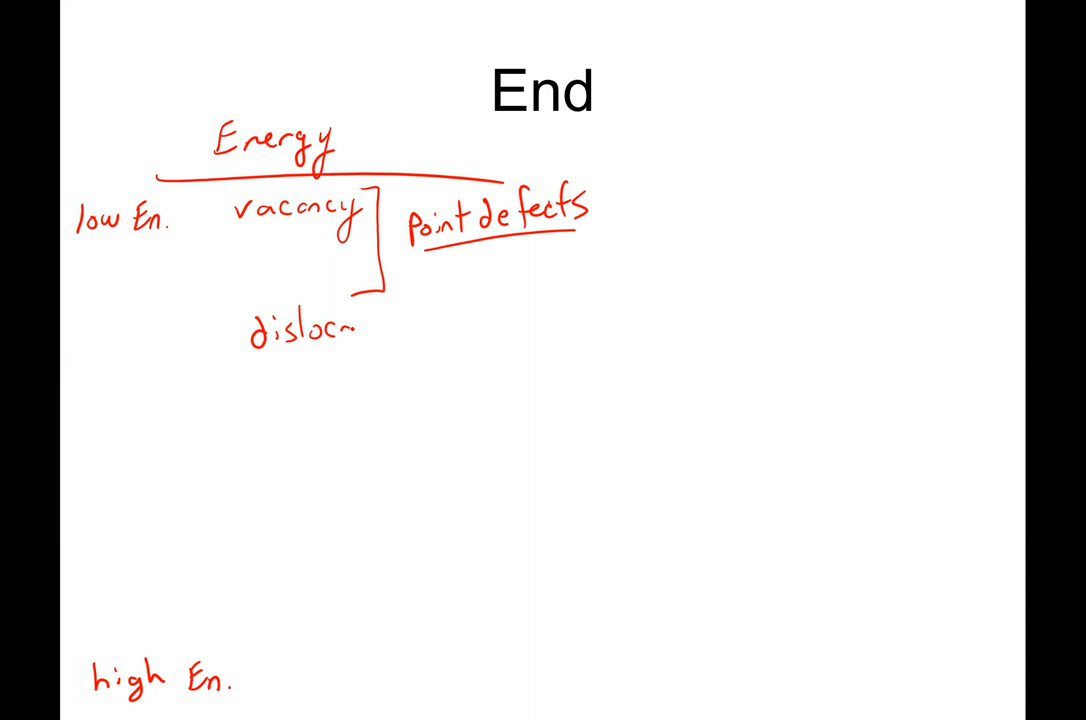 End
Energy
low En. vacancy point defects
disloc
high En.